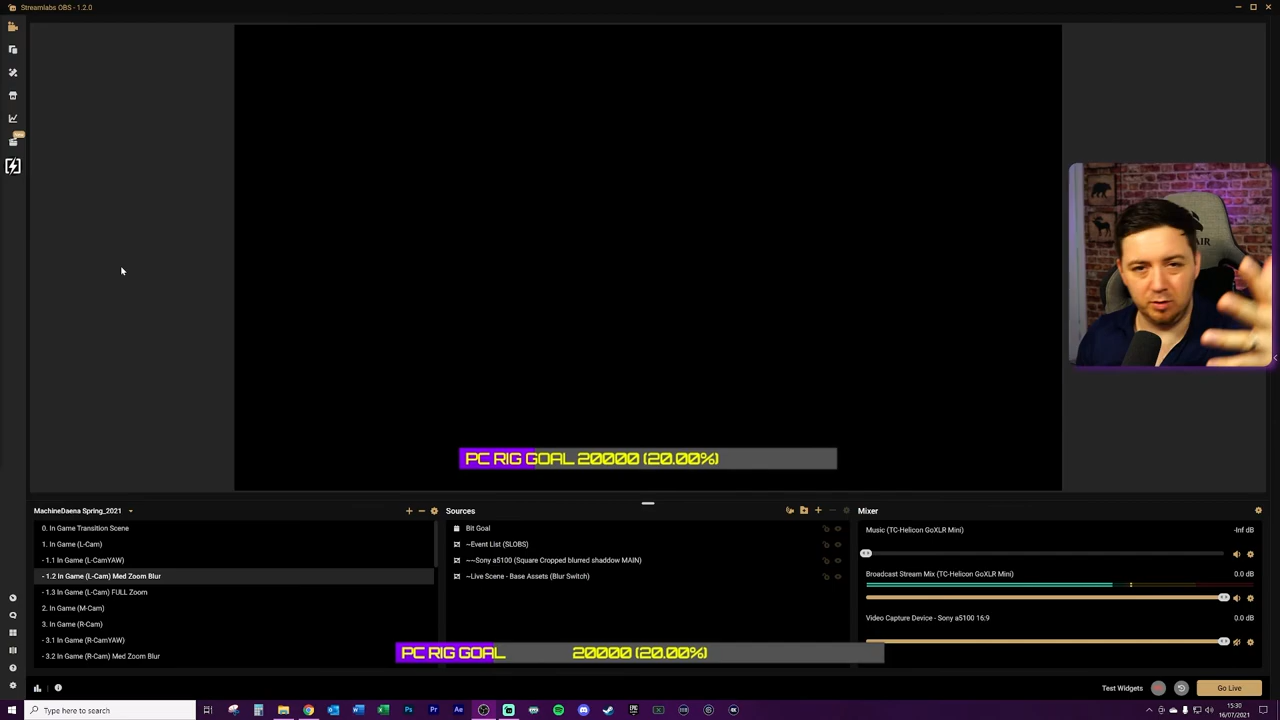 Streamlabs OBS - 1.2.0
New
AIR
PC RIG GOAL 20000 (20.00%)
MachineDaena Spring_2021
0. In Game Transition Scene
1. In Game (L-Cam)
- 1.1 In Game (L-CamYAW)
- 1.2 In Game (L-Cam) Med Zoom Blur
- 1.3 In Game (L-Cam) FULL Zoom
2. In Game (M-Cam)
3. In Game (R-Cam)
- 3.1 In Game (R-CamYAW)
- 3.2 In Game (R-Cam) Med Zoom Blur
Sources
Bit Goal
~Event List (SLOBS)
~~Sony a5100 (Square Cropped blurred shaddow MAIN)
~Live Scene - Base Assets (Blur Switch)
Mixer
Music (TC-Helicon GoXLR Mini) -Inf dB
Broadcast Stream Mix (TC-Helicon GoXLR Mini) 0.0 dB
Video Capture Device - Sony a5100 16:9 0.0 dB
PC RIG GOAL 20000 (20.00%)
Test Widgets
Go Live
Type here to search
15:30
16/07/2021